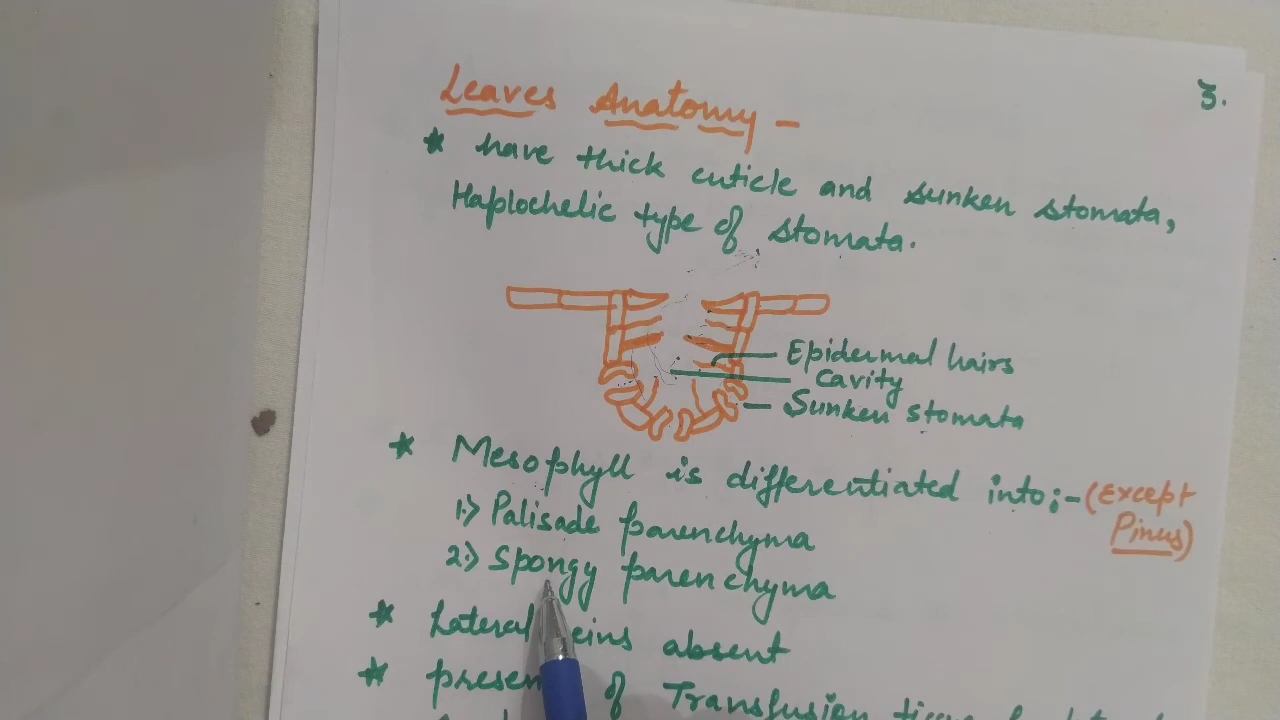 3.
Leaves Anatomy -
* have thick cuticle and sunken stomata,
Haplochelic type of stomata.
Epidermal hairs
Cavity
Sunken stomata
* Mesophyll is differentiated into:- (Except
Pinus)
1.> Palisade parenchyma
2.> Spongy parenchyma
* Lateral eins absent
* presen of Transfusion